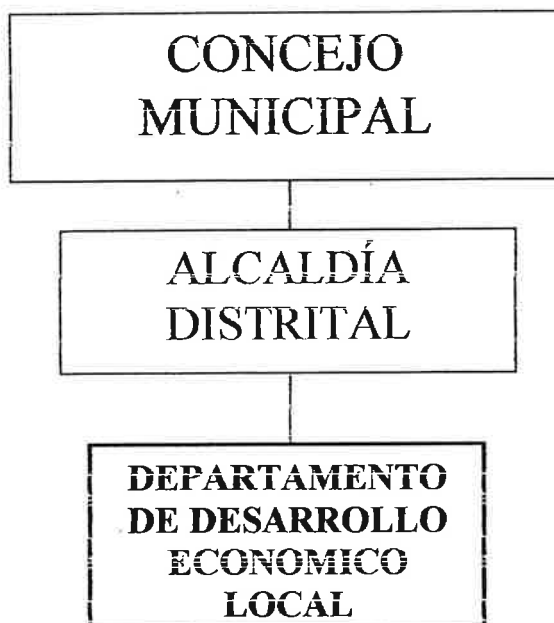 CONCEJO
MUNICIPAL
ALCALDÍA
DISTRITAL
DEPARTAMENTO
DE DESARROLLO
ECONOMICO
LOCAL